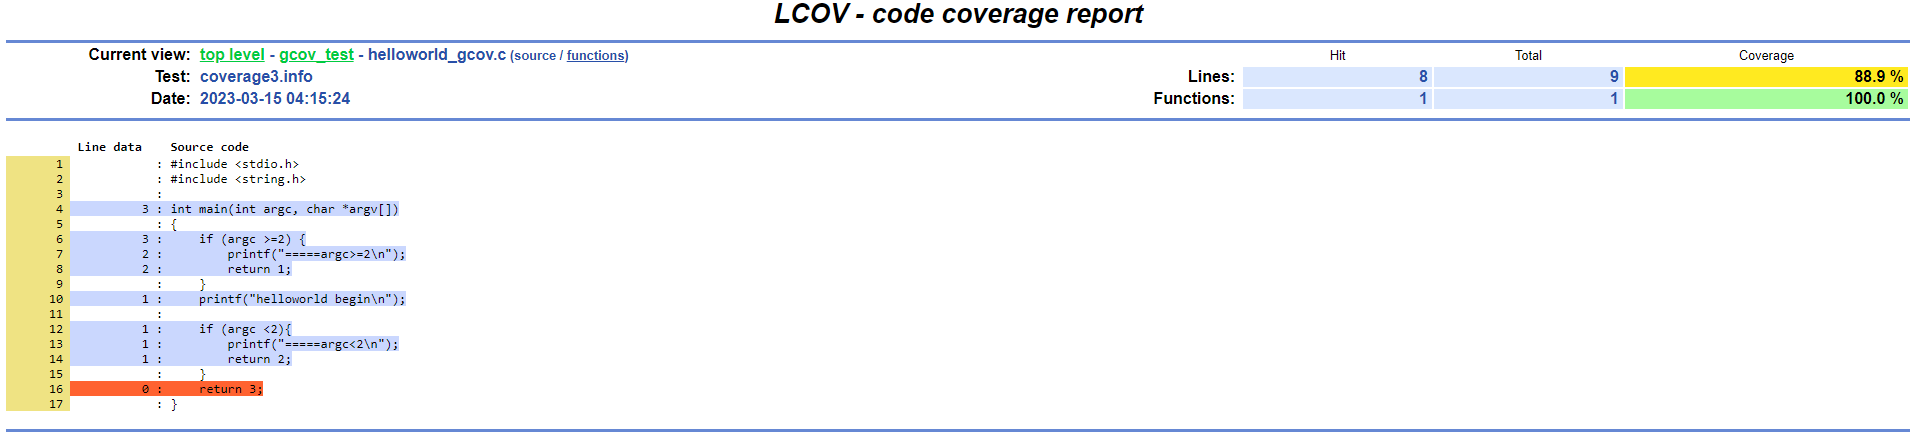 LCOV - code coverage report
Current view: top level - gcov_test - helloworld_gcov.c (source / functions) Hit Total Coverage
Test: coverage3.info Lines: 8 9 88.9 %
Date: 2023-03-15 04:15:24 Functions: 1 1 100.0 %
Line data Source code
1 : #include <stdio.h>
2 : #include <string.h>
3 :
4 3 : int main(int argc, char *argv[])
5 : {
6 3 : if (argc >=2) {
7 2 : printf("=====argc>=2\n");
8 2 : return 1;
9 : }
10 1 : printf("helloworld begin\n");
11 :
12 1 : if (argc <2){
13 1 : printf("=====argc<2\n");
14 1 : return 2;
15 : }
16 0 : return 3;
17 : }